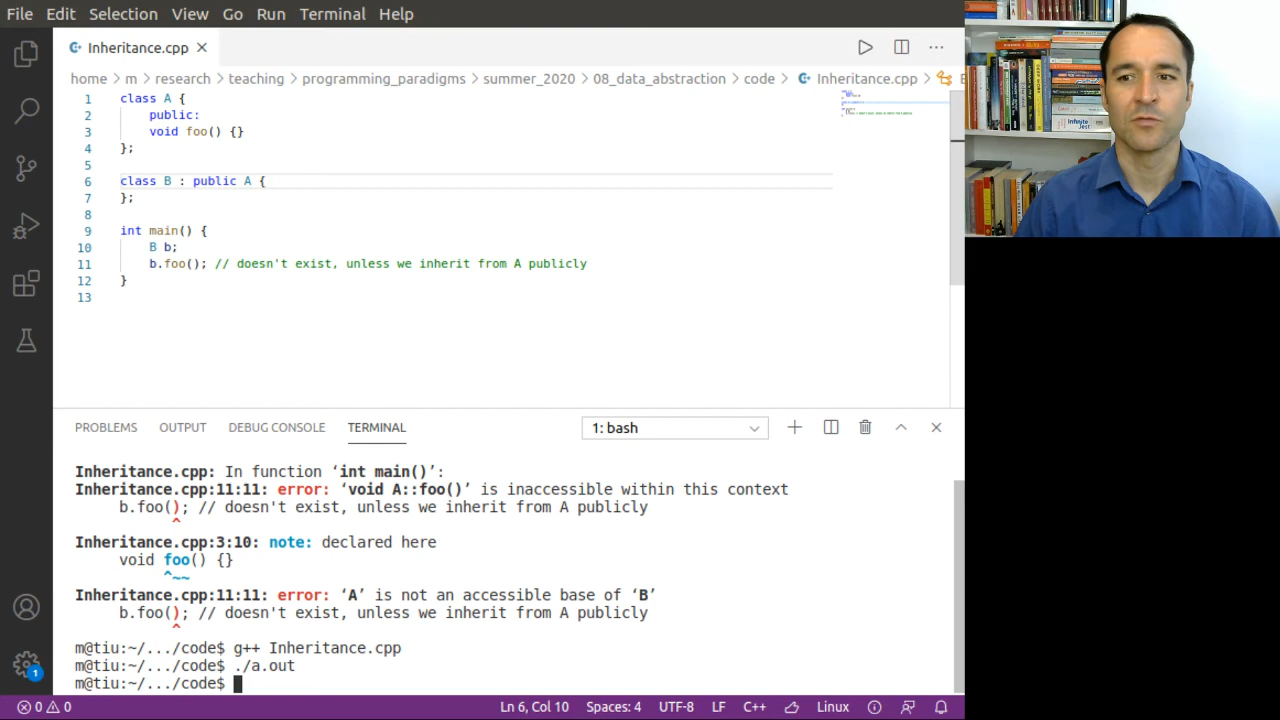 File Edit Selection View Go Run Terminal Help
Inheritance.cpp
home > m > research > teaching > programming_paradigms > summer_2020 > 08_data_abstraction > code > Inheritance.cpp >
1 class A {
2 public:
3 void foo() {}
4 };
5
6 class B : public A {
7 };
8
9 int main() {
10 B b;
11 b.foo(); // doesn't exist, unless we inherit from A publicly
12 }
13
PROBLEMS OUTPUT DEBUG CONSOLE TERMINAL 1: bash
Inheritance.cpp: In function ‘int main()’:
Inheritance.cpp:11:11: error: ‘void A::foo()’ is inaccessible within this context
b.foo(); // doesn't exist, unless we inherit from A publicly
^
Inheritance.cpp:3:10: note: declared here
void foo() {}
^~~
Inheritance.cpp:11:11: error: ‘A’ is not an accessible base of ‘B’
b.foo(); // doesn't exist, unless we inherit from A publicly
^
m@tiu:~/.../code$ g++ Inheritance.cpp
m@tiu:~/.../code$ ./a.out
m@tiu:~/.../code$
1
0 0 Ln 6, Col 10 Spaces: 4 UTF-8 LF C++ Linux
Infinite Jest